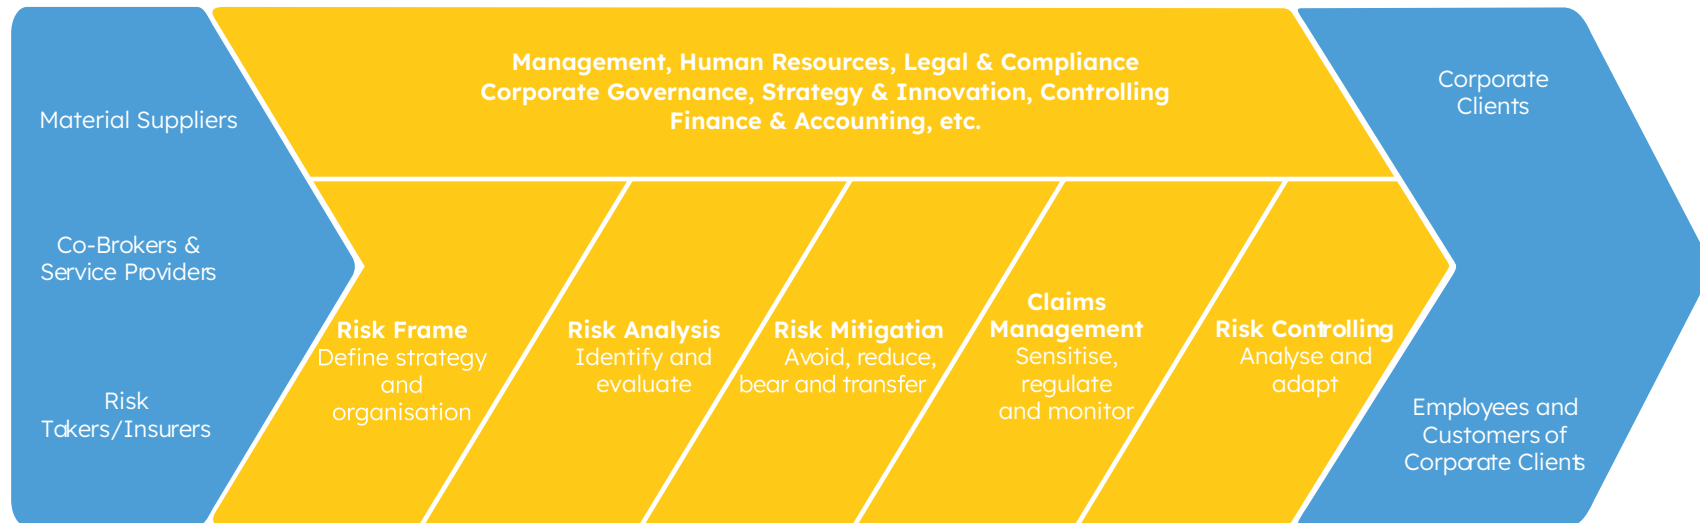 Material Suppliers
Co-Brokers &
Service Providers
Risk
Takers/Insurers
Management, Human Resources, Legal & Compliance
Corporate Governance, Strategy & Innovation, Controlling
Finance & Accounting, etc.
Risk Frame
Define strategy
and
organisation
Risk Analysis
Identify and
evaluate
Risk Mitigation
Avoid, reduce,
bear and transfer
Claims
Management
Sensitise,
regulate
and monitor
Risk Controlling
Analyse and
adapt
Corporate
Clients
Employees and
Customers of
Corporate Clients